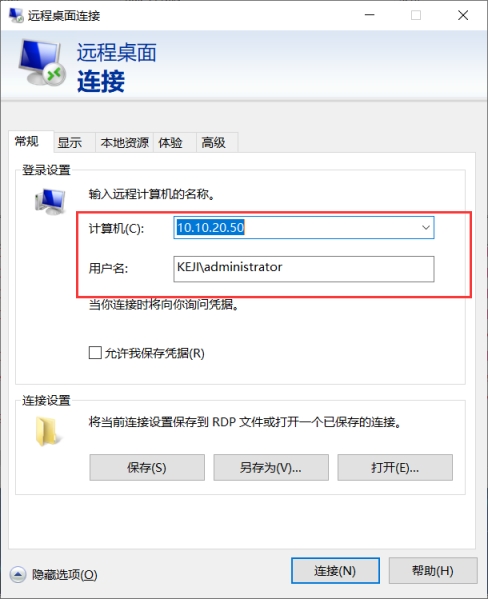 远程桌面连接
远程桌面
连接
常规 显示 本地资源 体验 高级
登录设置
输入远程计算机的名称。
计算机(C): 10.10.20.50
用户名: KEJI\administrator
当你连接时将向你询问凭据。
允许我保存凭据(R)
连接设置
将当前连接设置保存到 RDP 文件或打开一个已保存的连接。
保存(S) 另存为(V)... 打开(E)...
隐藏选项(O) 连接(N) 帮助(H)